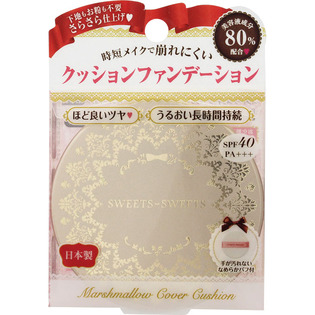 下地もお粉も不要
さらさら仕上げ♥
美容液成分
80%
配合♥
時短メイクで崩れにくい
クッションファンデーション
ほど良いツヤ♥
うるおい長時間持続
SPF40
PA+++
SWEETS-SWEETS
日本製
手が汚れない
なめらかパフ付
Marshmallow Cover Cushion